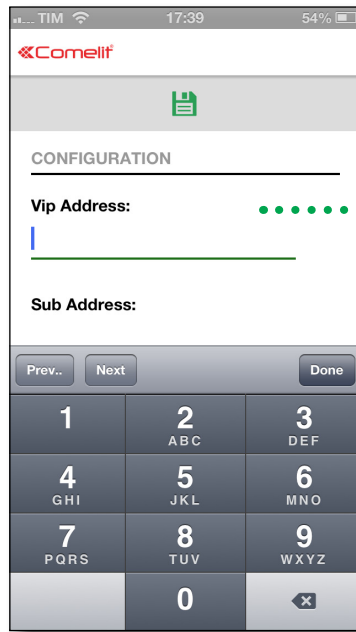 TIM 17:39 54%
Comelit
CONFIGURATION
Vip Address:
Sub Address:
Prev.. Next Done
1 2 3
ABC DEF
4 5 6
GHI JKL MNO
7 8 9
PQRS TUV WXYZ
0